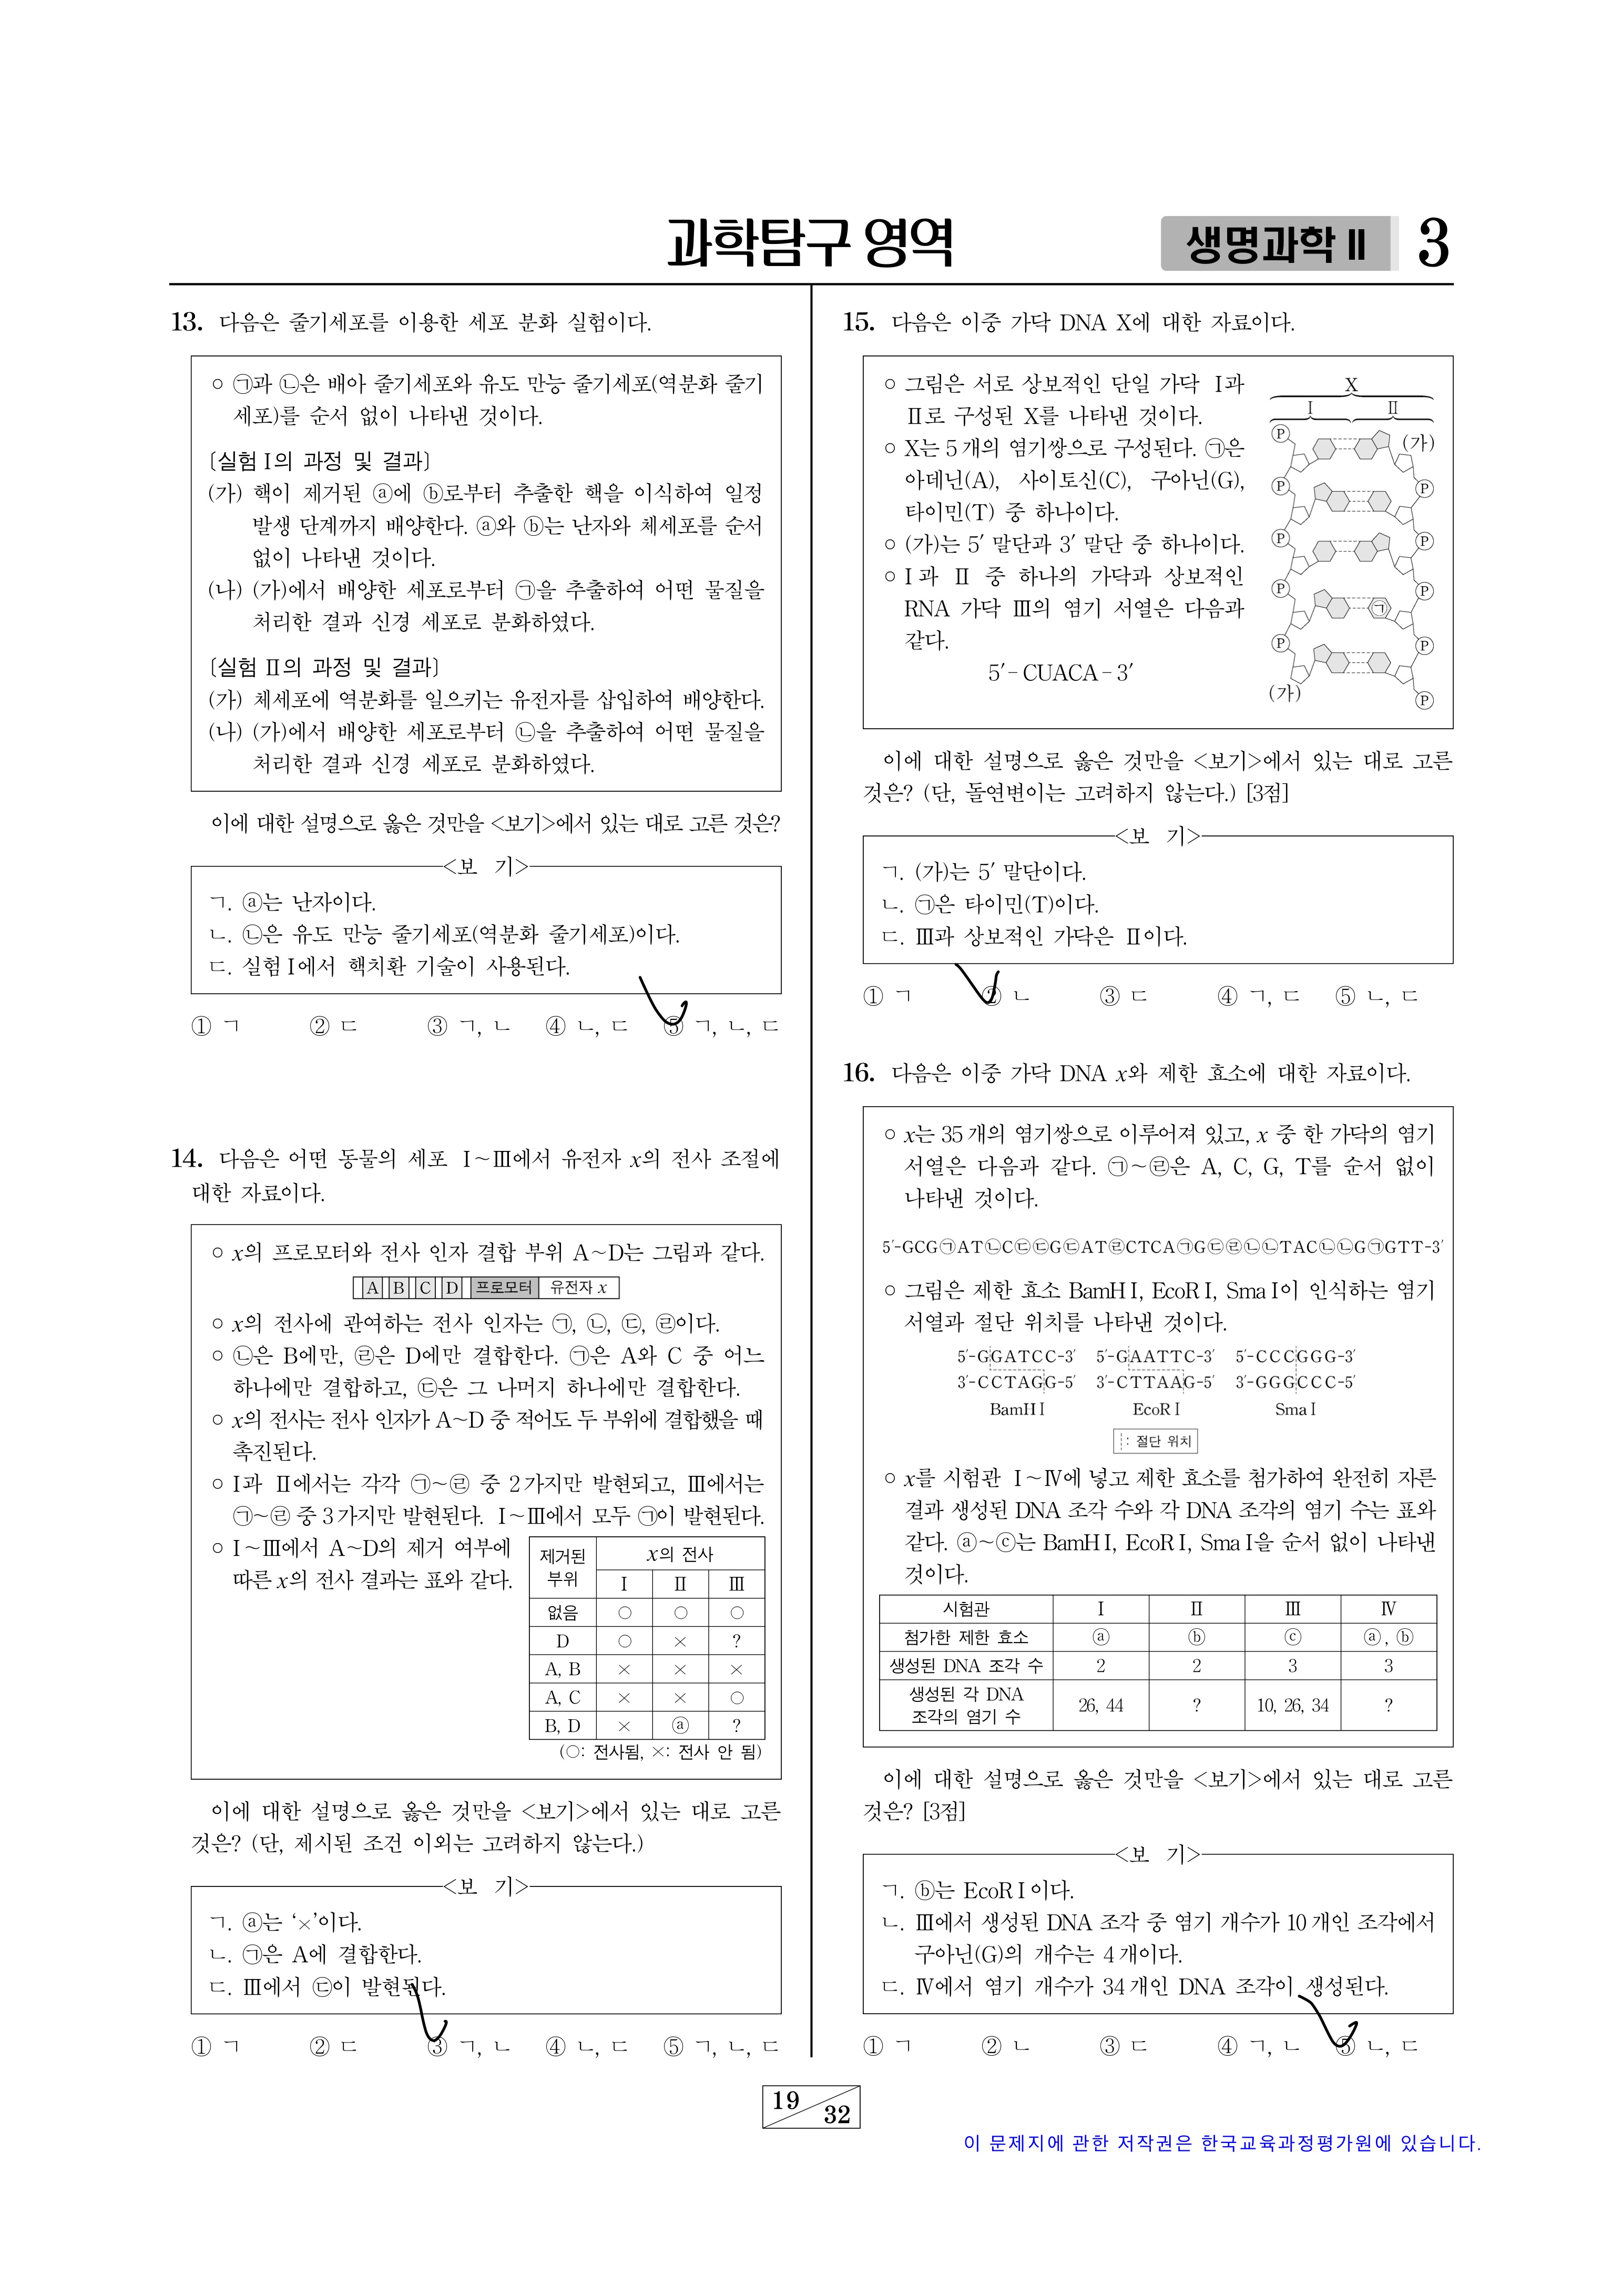 과학탐구 영역
생명과학Ⅱ 3
13. 다음은 줄기세포를 이용한 세포 분화 실험이다.
○ ㉠과 ㉡은 배아 줄기세포와 유도 만능 줄기세포(역분화 줄기
세포)를 순서 없이 나타낸 것이다.
〔실험Ⅰ의 과정 및 결과〕
(가) 핵이 제거된 ⓐ에 ⓑ로부터 추출한 핵을 이식하여 일정
발생 단계까지 배양한다. ⓐ와 ⓑ는 난자와 체세포를 순서
없이 나타낸 것이다.
(나) (가)에서 배양한 세포로부터 ㉠을 추출하여 어떤 물질을
처리한 결과 신경 세포로 분화하였다.
〔실험Ⅱ의 과정 및 결과〕
(가) 체세포에 역분화를 일으키는 유전자를 삽입하여 배양한다.
(나) (가)에서 배양한 세포로부터 ㉡을 추출하여 어떤 물질을
처리한 결과 신경 세포로 분화하였다.
이에 대한 설명으로 옳은 것만을 <보기>에서 있는 대로 고른 것은?
<보 기>
ㄱ. ⓐ는 난자이다.
ㄴ. ㉡은 유도 만능 줄기세포(역분화 줄기세포)이다.
ㄷ. 실험Ⅰ에서 핵치환 기술이 사용된다.
① ㄱ ② ㄷ ③ ㄱ, ㄴ ④ ㄴ, ㄷ ⑤ ㄱ, ㄴ, ㄷ
14. 다음은 어떤 동물의 세포 Ⅰ~Ⅲ에서 유전자 x의 전사 조절에
대한 자료이다.
○ x의 프로모터와 전사 인자 결합 부위 A~D는 그림과 같다.
A B C D 프로모터 유전자 x
○ x의 전사에 관여하는 전사 인자는 ㉠, ㉡, ㉢, ㉣이다.
○ ㉡은 B에만, ㉣은 D에만 결합한다. ㉠은 A와 C 중 어느
하나에만 결합하고, ㉢은 그 나머지 하나에만 결합한다.
○ x의 전사는 전사 인자가 A~D 중 적어도 두 부위에 결합했을 때
촉진된다.
○ Ⅰ과 Ⅱ에서는 각각 ㉠~㉣ 중 2가지만 발현되고, Ⅲ에서는
㉠~㉣ 중 3가지만 발현된다. Ⅰ~Ⅲ에서 모두 ㉠이 발현된다.
○ Ⅰ~Ⅲ에서 A~D의 제거 여부에
따른 x의 전사 결과는 표와 같다.
제거된 부위 x의 전사
Ⅰ Ⅱ Ⅲ
없음 ○ ○ ○
D ○ × ?
A, B × × ×
A, C × × ○
B, D × ⓐ ?
(○: 전사됨, ×: 전사 안 됨)
이에 대한 설명으로 옳은 것만을 <보기>에서 있는 대로 고른
것은? (단, 제시된 조건 이외는 고려하지 않는다.)
<보 기>
ㄱ. ⓐ는 '×'이다.
ㄴ. ㉠은 A에 결합한다.
ㄷ. Ⅲ에서 ㉢이 발현된다.
① ㄱ ② ㄷ ③ ㄱ, ㄴ ④ ㄴ, ㄷ ⑤ ㄱ, ㄴ, ㄷ
15. 다음은 이중 가닥 DNA X에 대한 자료이다.
○ 그림은 서로 상보적인 단일 가닥 Ⅰ과
Ⅱ로 구성된 X를 나타낸 것이다.
○ X는 5개의 염기쌍으로 구성된다. ㉠은
아데닌(A), 사이토신(C), 구아닌(G),
타이민(T) 중 하나이다.
○ (가)는 5′ 말단과 3′ 말단 중 하나이다.
○ Ⅰ과 Ⅱ 중 하나의 가닥과 상보적인
RNA 가닥 Ⅲ의 염기 서열은 다음과
같다.
5′-CUACA-3′
X
Ⅰ Ⅱ
Ⓟ (가)
Ⓟ Ⓟ
Ⓟ Ⓟ
Ⓟ ㉠ Ⓟ
Ⓟ Ⓟ
(가) Ⓟ
이에 대한 설명으로 옳은 것만을 <보기>에서 있는 대로 고른
것은? (단, 돌연변이는 고려하지 않는다.) [3점]
<보 기>
ㄱ. (가)는 5′ 말단이다.
ㄴ. ㉠은 타이민(T)이다.
ㄷ. Ⅲ과 상보적인 가닥은 Ⅱ이다.
① ㄱ ② ㄴ ③ ㄷ ④ ㄱ, ㄷ ⑤ ㄴ, ㄷ
16. 다음은 이중 가닥 DNA x와 제한 효소에 대한 자료이다.
○ x는 35개의 염기쌍으로 이루어져 있고, x 중 한 가닥의 염기
서열은 다음과 같다. ㉠~㉣은 A, C, G, T를 순서 없이
나타낸 것이다.
5′-GCG㉠AT㉡C㉢㉢G㉢AT㉣CTCA㉠G㉢㉣㉡㉡TAC㉡㉡G㉠GTT-3′
○ 그림은 제한 효소 BamHⅠ, EcoRⅠ, SmaⅠ이 인식하는 염기
서열과 절단 위치를 나타낸 것이다.
5′-GGATCC-3′ 5′-GAATTC-3′ 5′-CCCGGG-3′
3′-CCTAGG-5′ 3′-CTTAAG-5′ 3′-GGGCCC-5′
BamHⅠ EcoRⅠ SmaⅠ
: 절단 위치
○ x를 시험관 Ⅰ~Ⅳ에 넣고 제한 효소를 첨가하여 완전히 자른
결과 생성된 DNA 조각 수와 각 DNA 조각의 염기 수는 표와
같다. ⓐ~ⓒ는 BamHⅠ, EcoRⅠ, SmaⅠ을 순서 없이 나타낸
것이다.
시험관 Ⅰ Ⅱ Ⅲ Ⅳ
첨가한 제한 효소 ⓐ ⓑ ⓒ ⓐ, ⓑ
생성된 DNA 조각 수 2 2 3 3
생성된 각 DNA 조각의 염기 수 26, 44 ? 10, 26, 34 ?
이에 대한 설명으로 옳은 것만을 <보기>에서 있는 대로 고른
것은? [3점]
<보 기>
ㄱ. ⓑ는 EcoRⅠ이다.
ㄴ. Ⅲ에서 생성된 DNA 조각 중 염기 개수가 10개인 조각에서
구아닌(G)의 개수는 4개이다.
ㄷ. Ⅳ에서 염기 개수가 34개인 DNA 조각이 생성된다.
① ㄱ ② ㄴ ③ ㄷ ④ ㄱ, ㄴ ⑤ ㄴ, ㄷ
19 32
이 문제지에 관한 저작권은 한국교육과정평가원에 있습니다.